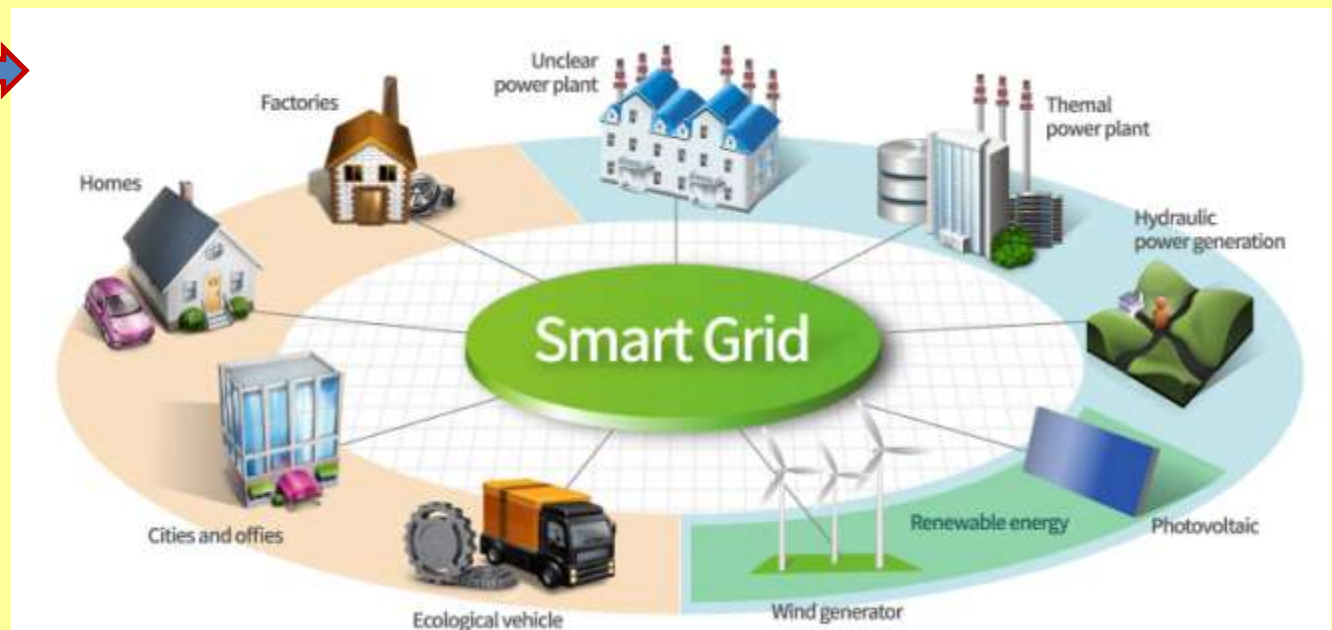 Unclear
power plant
Factories
Themal
power plant
Homes
Hydraulic
power generation
Smart Grid
Renewable energy
Photovoltaic
Cities and offies
Wind generator
Ecological vehicle